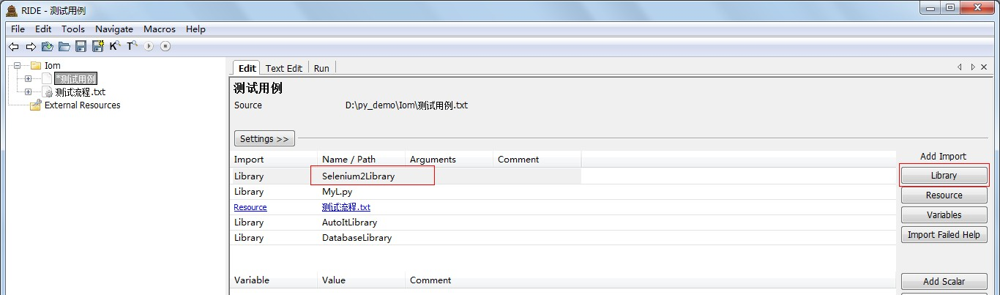 RIDE - 测试用例
File Edit Tools Navigate Macros Help
K T
Iom
*测试用例
测试流程.txt
External Resources
Edit Text Edit Run
测试用例
Source D:\py_demo\Iom\测试用例.txt
Settings >>
Import Name / Path Arguments Comment
Add Import
Library Selenium2Library
Library
Library MyL.py
Resource
Resource 测试流程.txt
Variables
Library AutoItLibrary
Import Failed Help
Library DatabaseLibrary
Variable Value Comment
Add Scalar